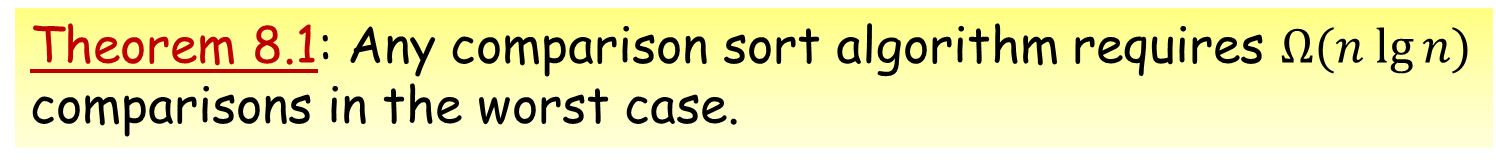 Theorem 8.1: Any comparison sort algorithm requires Ω(n lg n)
comparisons in the worst case.